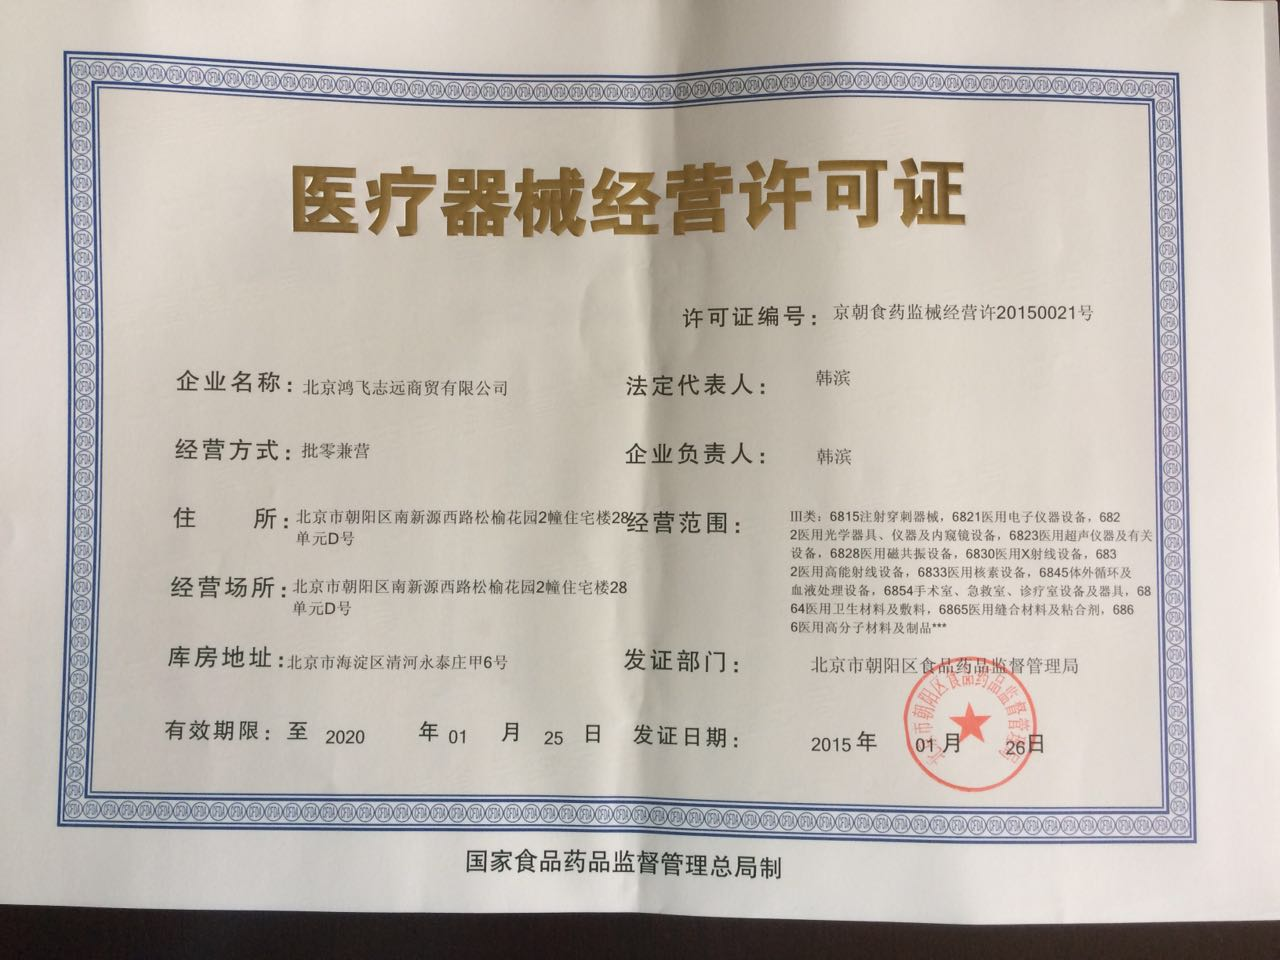 医疗器械经营许可证
许可证编号：京朝食药监械经营许20150021号
企业名称：北京鸿飞志远商贸有限公司
法定代表人：韩滨
经营方式：批零兼营
企业负责人：韩滨
住 所：北京市朝阳区南新源西路松榆花园2幢住宅楼28
单元D号
经营范围：III类：6815注射穿刺器械，6821医用电子仪器设备，682
2医用光学器具、仪器及内窥镜设备，6823医用超声仪器及有关
设备，6828医用磁共振设备，6830医用X射线设备，683
2医用高能射线设备，6833医用核素设备，6845体外循环及
血液处理设备，6854手术室、急救室、诊疗室设备及器具，68
64医用卫生材料及敷料，6865医用缝合材料及粘合剂，686
6医用高分子材料及制品***
经营场所：北京市朝阳区南新源西路松榆花园2幢住宅楼28
单元D号
库房地址：北京市海淀区清河永泰庄甲6号
发证部门：北京市朝阳区食品药品监督管理局
有效期限：至 2020 年 01 月 25 日
发证日期：2015 年 01 月 26日
北京市朝阳区食品药品监督管理局
国家食品药品监督管理总局制